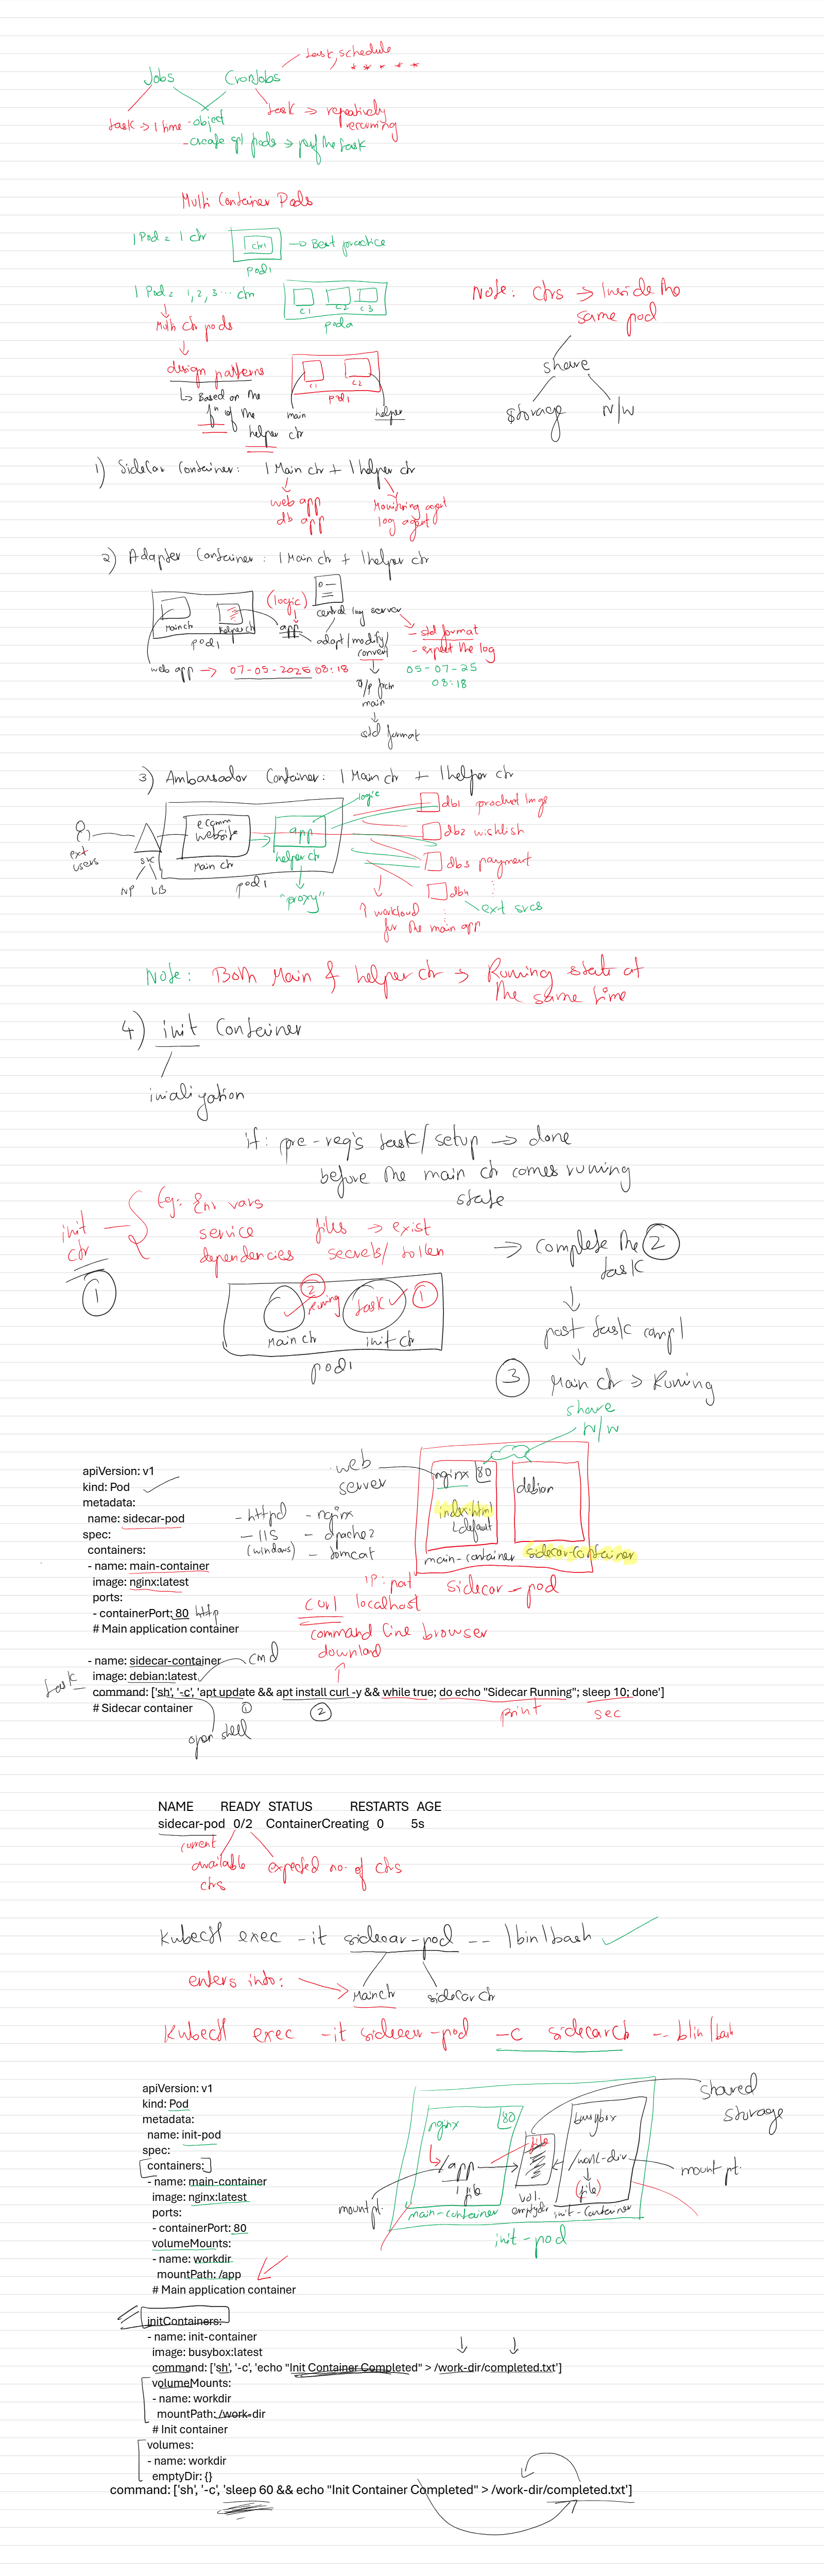 task, schedule
* * * * *
Jobs CronJobs
task → 1 time
- object
- create
pods → perf the task
task → repeatively
recurring
Multi Container Pods
1 Pod = 1 ctr
ctr1
→ Best practice
pod1
1 Pod = 1, 2, 3 ... ctrs
C1 C2 C3
pod2
Multi ctr pods
Note: ctrs → Inside the
same pod
share
storage N/W
design patterns
↳ Based on the
fn of the
helper ctr
C1 C2
pod1
main helper
1) SideCar Container: 1 Main ctr + 1 helper ctr
web app
db app
Monitoring agent
log agent
2) Adapter Container: 1 Main ctr + 1 helper ctr
Main ctr
helper ctr
pod1
(logic)
app
central log server
adapt/modify/
convert
- std format
- expect the log
web app → 07-05-2025 08:18
05-07-25
08:18
O/p from
main
std format
3) Ambassador Container: 1 Main ctr + 1 helper ctr
logic
ext
users
svc
NP LB
ecomm
website
Main ctr
app
helper ctr
pod1
"proxy"
db1 product Imge
db2 wishlist
db3 payment
db4
ext svcs
↑ workload
for the main app
Note: Both Main & helper ctr → Running state at
the same time
4) init Container
if: pre-req's task/setup → done
before the main ctr comes running
state
init
ctr
1
Eg: Env vars
service
dependencies
files → exist
secrets/token
→ complete the 2
task
post task compl
3 Main ctr → Running
2 running
task 1
Main ctr init ctr
pod1
share
N/W
apiVersion: v1
kind: Pod
metadata:
name: sidecar-pod
spec:
containers:
- name: main-container
image: nginx:latest
ports:
- containerPort: 80 http
# Main application container
web
server
- httpd - nginx
- IIS - apache2
(windows) - tomcat
nginx 80
index.html
default
debian
main-container sidecar-container
sidecar-pod
IP:port
curl localhost
command line browser
download
- name: sidecar-container
cmd
image: debian:latest
task
command: ['sh', '-c', 'apt update && apt install curl -y && while true; do echo "Sidecar Running"; sleep 10; done']
# Sidecar container
1
2
print
sec
open shell
NAME READY STATUS RESTARTS AGE
sidecar-pod 0/2 ContainerCreating 0 5s
current
available
ctrs
expected no. of ctrs
Kubectl exec -it sidecar-pod -- /bin/bash
enters into:
Main ctr sidecar ctr
Kubectl exec -it sidecar-pod -c sidecarctr -- bin/bash
apiVersion: v1
kind: Pod
metadata:
name: init-pod
spec:
containers:
- name: main-container
image: nginx:latest
ports:
- containerPort: 80
volumeMounts:
- name: workdir
mountPath: /app
# Main application container
shared
storage
nginx 80
/app
file
file
vol.
emptydir
busybox
/work-dir
(file)
mount pt.
mount pt.
main-container
init-container
init-pod
initContainers:
- name: init-container
image: busybox:latest
command: ['sh', '-c', 'echo "Init Container Completed" > /work-dir/completed.txt']
volumeMounts:
- name: workdir
mountPath: /work-dir
# Init container
volumes:
- name: workdir
emptyDir: {}
command: ['sh', '-c', 'sleep 60 && echo "Init Container Completed" > /work-dir/completed.txt']